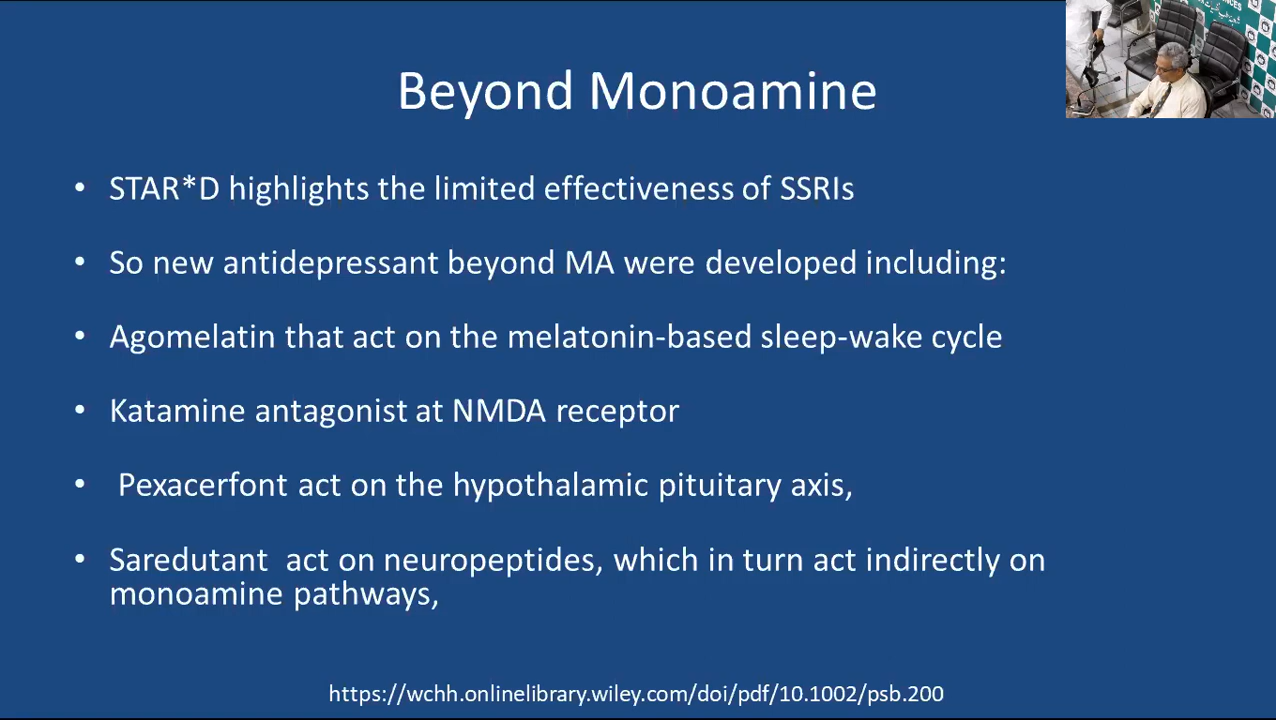 Beyond Monoamine
• STAR*D highlights the limited effectiveness of SSRIs
• So new antidepressant beyond MA were developed including:
• Agomelatin that act on the melatonin-based sleep-wake cycle
• Katamine antagonist at NMDA receptor
• Pexacerfont act on the hypothalamic pituitary axis,
• Saredutant act on neuropeptides, which in turn act indirectly on
monoamine pathways,
https://wchh.onlinelibrary.wiley.com/doi/pdf/10.1002/psb.200